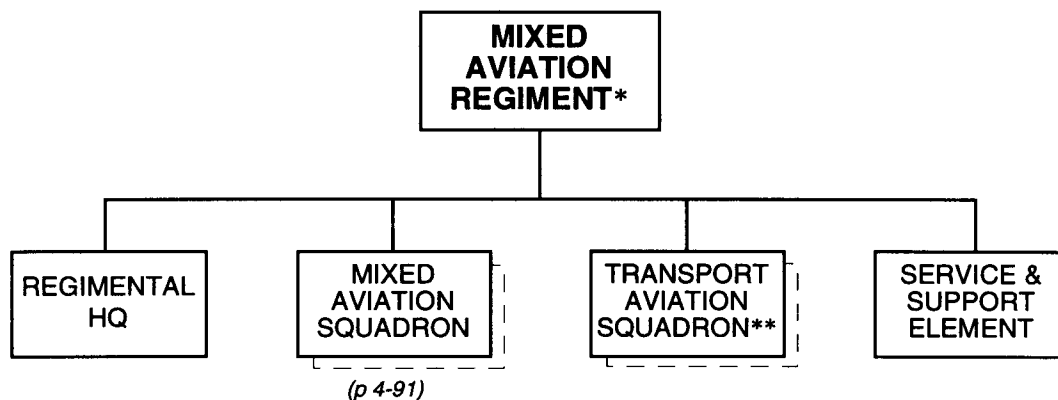 MIXED
AVIATION
REGIMENT*
REGIMENTAL
HQ
MIXED
AVIATION
SQUADRON
(p 4-91)
TRANSPORT
AVIATION
SQUADRON**
SERVICE &
SUPPORT
ELEMENT